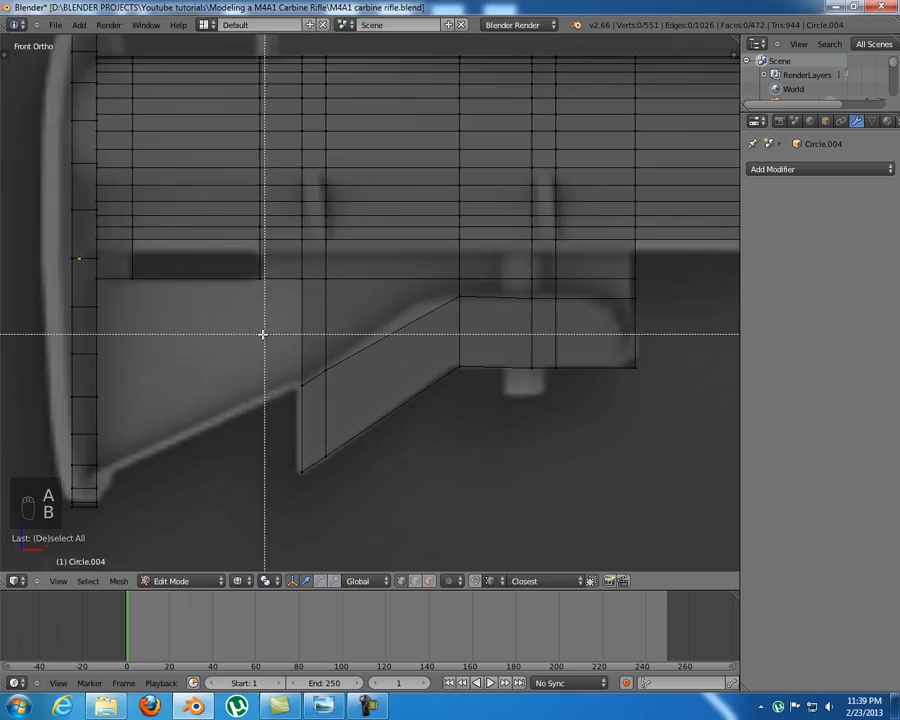 Blender* [D:\BLENDER PROJECTS\Youtube tutorials\Modeling a M4A1 Carbine Rifle\M4A1 carbine rifle.blend]
File Add Render Window Help Default Scene Blender Render v2.66 | Verts:0/551 | Edges:0/1026 | Faces:0/472 | Tris:944 | Circle.004
Front Ortho
View Search All Scenes
Scene
RenderLayers
World
Circle.004
Add Modifier
A
B
Last: (De)select All
(1) Circle.004
View Select Mesh Edit Mode Global Closest
-40 -20 0 20 40 60 80 100 120 140 160 180 200 220 240 260
View Marker Frame Playback Start: 1 End: 250 1 No Sync
11:39 PM
2/23/2013